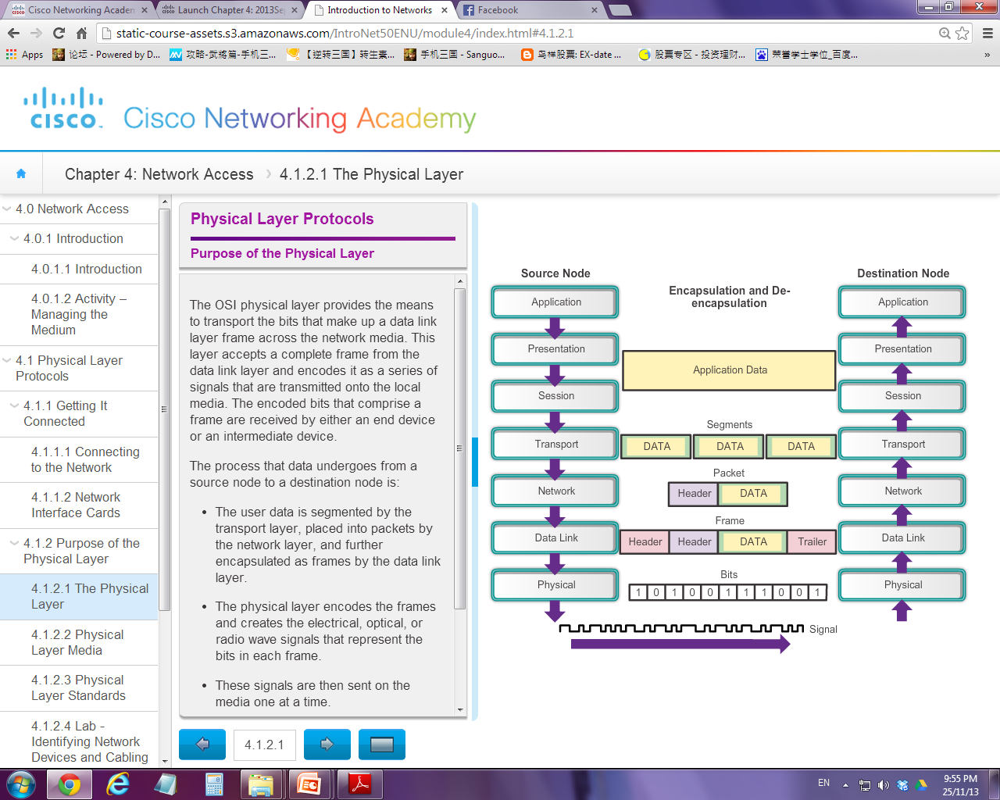 Cisco Networking Academ
Launch Chapter 4: 2013Se
Introduction to Networks
Facebook
static-course-assets.s3.amazonaws.com/IntroNet50ENU/module4/index.html#4.1.2.1
Apps
论坛 - Powered by D...
攻略-武將篇-手机三...
【逆转三国】转生素...
手机三国 - Sanguo...
鸟样股票: EX-date ...
股票专区 - 投资理财...
荣誉学士学位_百度...
»
cisco.
Cisco Networking Academy
Chapter 4: Network Access
4.1.2.1 The Physical Layer
4.0 Network Access
4.0.1 Introduction
4.0.1.1 Introduction
4.0.1.2 Activity –
Managing the
Medium
4.1 Physical Layer
Protocols
4.1.1 Getting It
Connected
4.1.1.1 Connecting
to the Network
4.1.1.2 Network
Interface Cards
4.1.2 Purpose of the
Physical Layer
4.1.2.1 The Physical
Layer
4.1.2.2 Physical
Layer Media
4.1.2.3 Physical
Layer Standards
4.1.2.4 Lab -
Identifying Network
Devices and Cabling
Physical Layer Protocols
Purpose of the Physical Layer
The OSI physical layer provides the means
to transport the bits that make up a data link
layer frame across the network media. This
layer accepts a complete frame from the
data link layer and encodes it as a series of
signals that are transmitted onto the local
media. The encoded bits that comprise a
frame are received by either an end device
or an intermediate device.
The process that data undergoes from a
source node to a destination node is:
• The user data is segmented by the
transport layer, placed into packets by
the network layer, and further
encapsulated as frames by the data link
layer.
• The physical layer encodes the frames
and creates the electrical, optical, or
radio wave signals that represent the
bits in each frame.
• These signals are then sent on the
media one at a time.
4.1.2.1
Source Node
Application
Presentation
Session
Transport
Network
Data Link
Physical
Encapsulation and De-
encapsulation
Application Data
Segments
DATA DATA DATA
Packet
Header DATA
Frame
Header Header DATA Trailer
Bits
1 0 1 0 0 1 1 1 0 0 1
Signal
Destination Node
Application
Presentation
Session
Transport
Network
Data Link
Physical
EN
9:55 PM
25/11/13